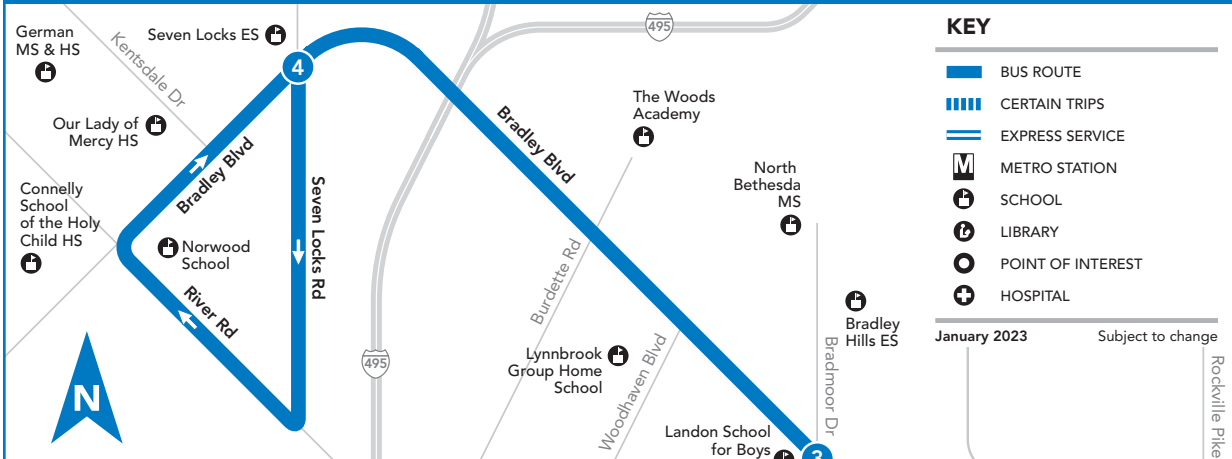 German
MS & HS
Kentsdale Dr
Seven Locks ES
4
495
Our Lady of
Mercy HS
Bradley Blvd
Connelly
School
of the Holy
Child HS
Norwood
School
River Rd
Seven Locks Rd
N
495
Bradley Blvd
The Woods
Academy
North
Bethesda
MS
Burdette Rd
Lynnbrook
Group Home
School
Woodhaven Blvd
Bradley
Hills ES
Bradmoor Dr
Landon School
for Boys
3
KEY
BUS ROUTE
CERTAIN TRIPS
EXPRESS SERVICE
M METRO STATION
SCHOOL
LIBRARY
POINT OF INTEREST
HOSPITAL
January 2023 Subject to change
Rockville Pike